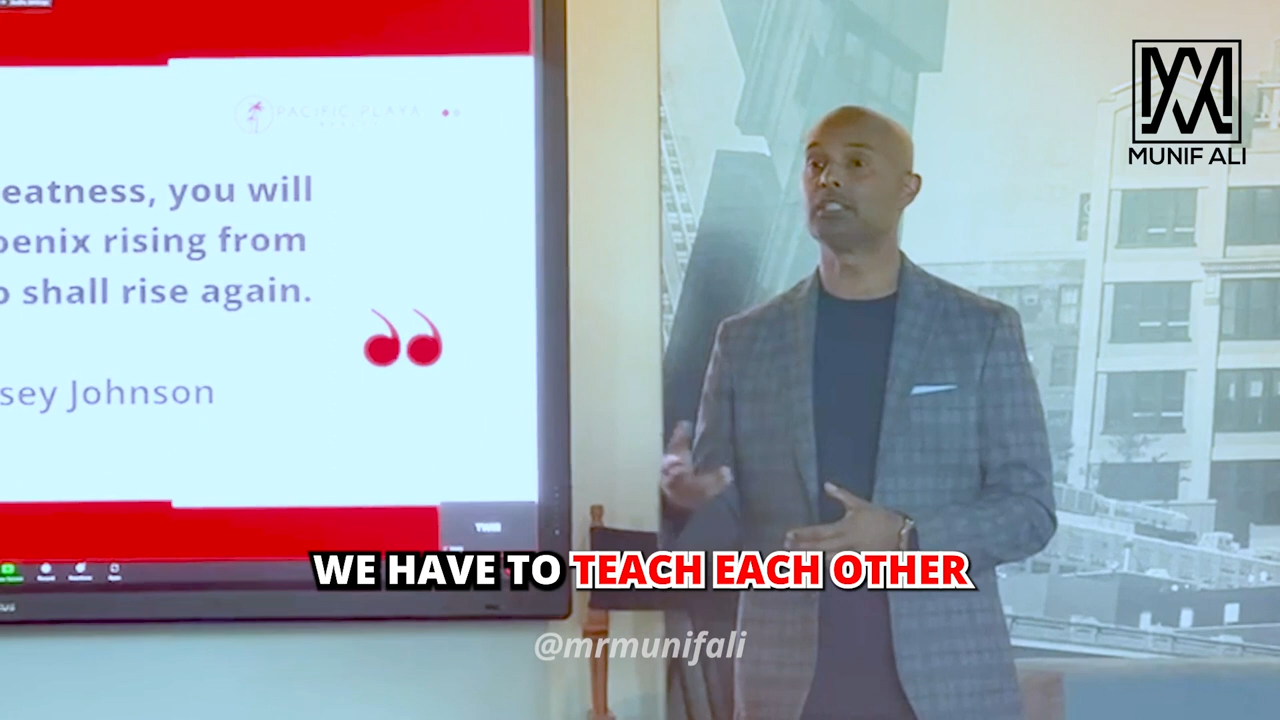 PACIFIC PLAYA
eatness, you will
enix rising from
shall rise again.
sey Johnson
MUNIF ALI
WE HAVE TO TEACH EACH OTHER
@mrmunifali